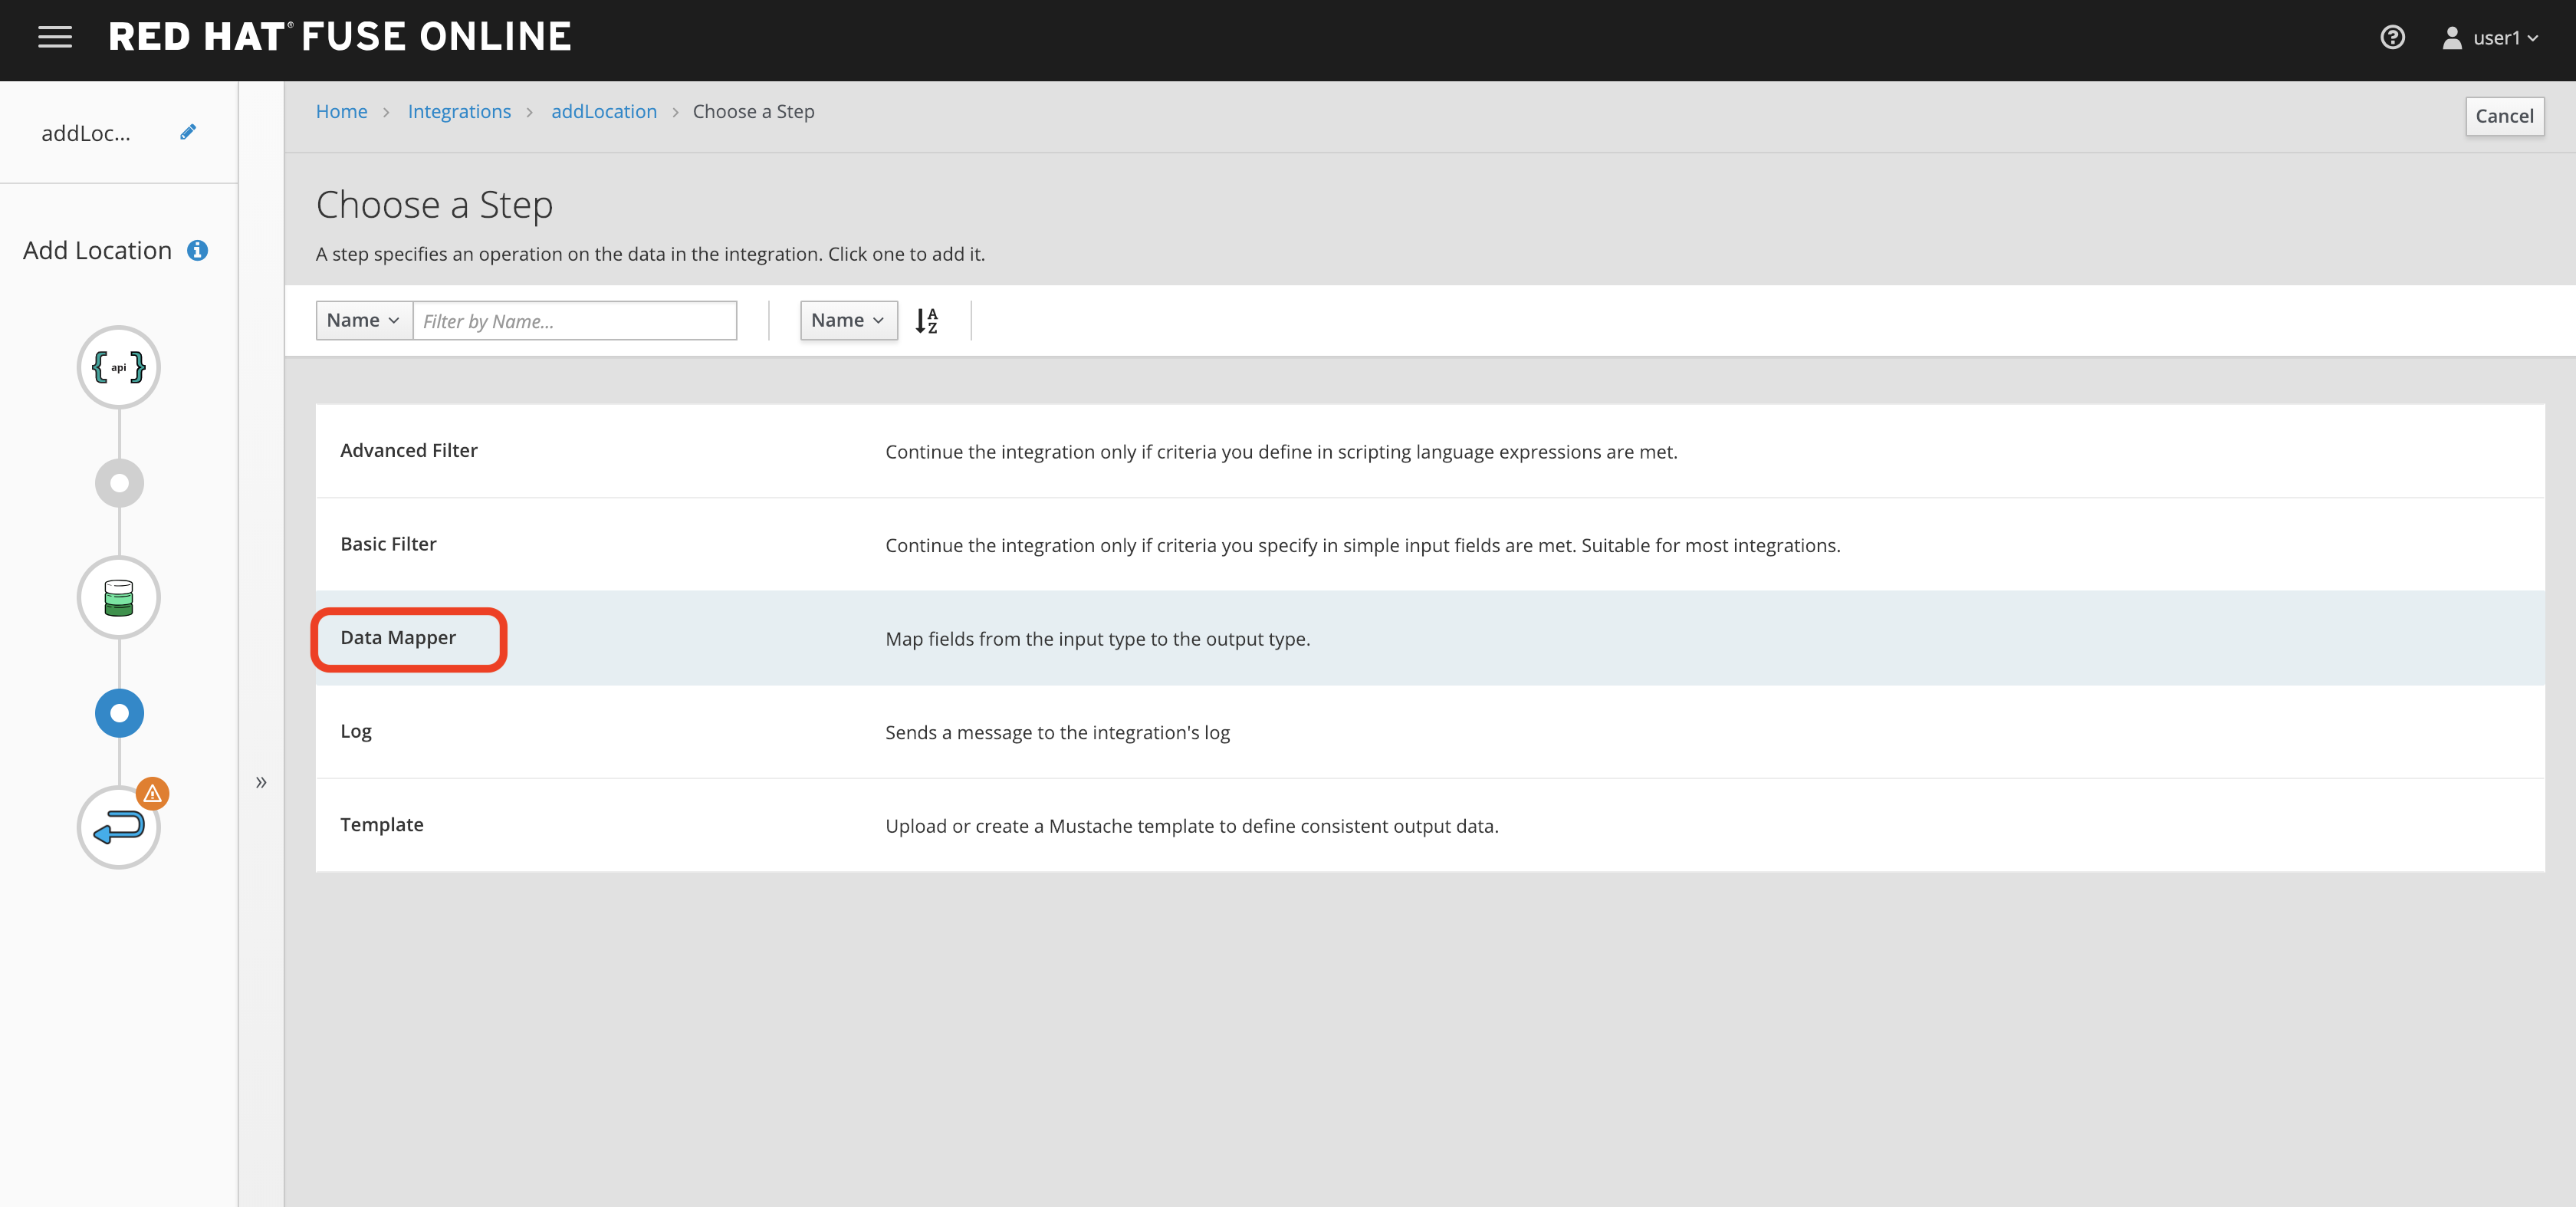 RED HAT® FUSE ONLINE
user1
addLoc...
Home > Integrations > addLocation > Choose a Step
Cancel
Add Location
Choose a Step
A step specifies an operation on the data in the integration. Click one to add it.
Name
Filter by Name...
Name
A
Z
api
Advanced Filter
Continue the integration only if criteria you define in scripting language expressions are met.
Basic Filter
Continue the integration only if criteria you specify in simple input fields are met. Suitable for most integrations.
Data Mapper
Map fields from the input type to the output type.
Log
Sends a message to the integration's log
»
Template
Upload or create a Mustache template to define consistent output data.